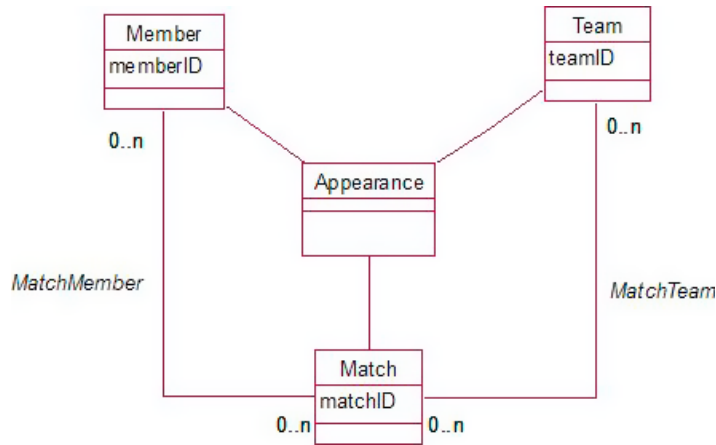 Member
memberID
Team
teamID
0..n
0..n
Appearance
MatchMember
MatchTeam
Match
matchID
0..n
0..n